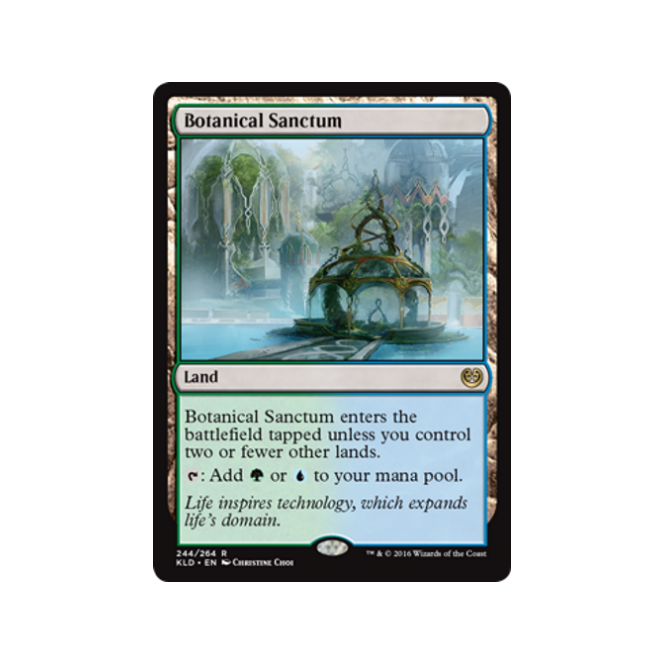 Botanical Sanctum
Land
Botanical Sanctum enters the
battlefield tapped unless you control
two or fewer other lands.
: Add or to your mana pool.
Life inspires technology, which expands
life's domain.
244/264 R
KLD • EN Christine Choi
™ & © 2016 Wizards of the Coast